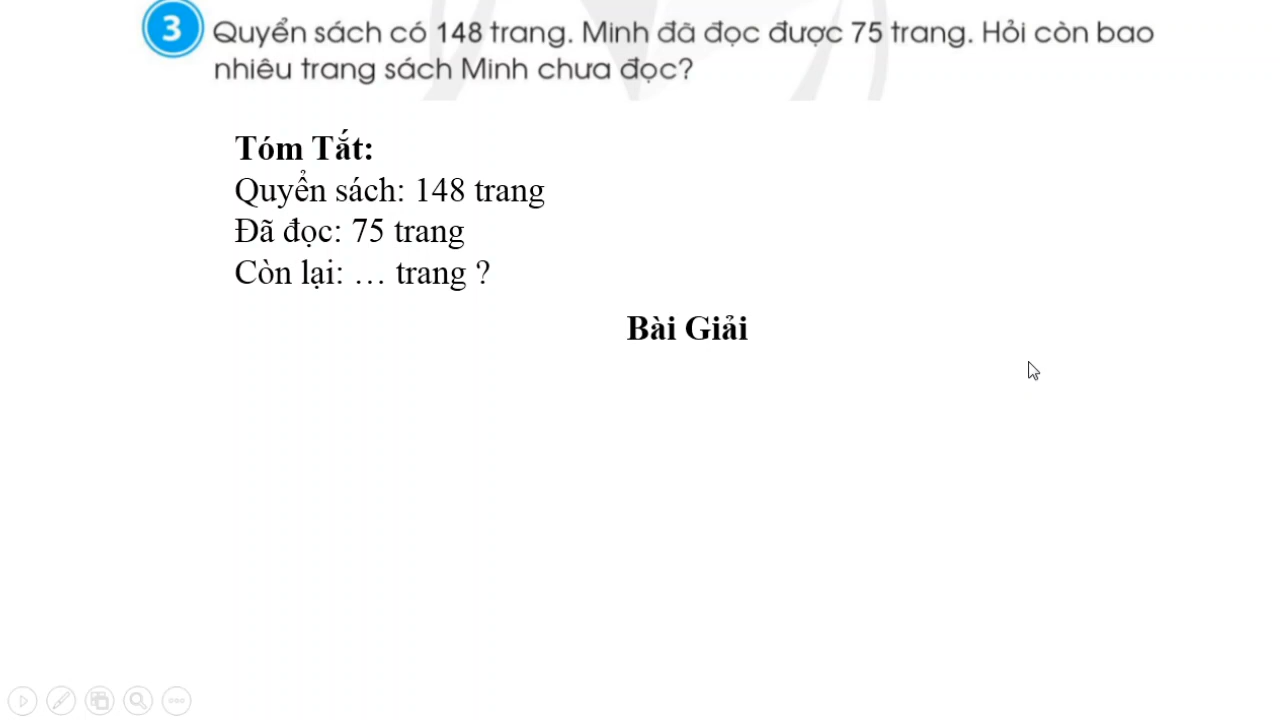 3 Quyển sách có 148 trang. Minh đã đọc được 75 trang. Hỏi còn bao
nhiêu trang sách Minh chưa đọc?
Tóm Tắt:
Quyển sách: 148 trang
Đã đọc: 75 trang
Còn lại: … trang ?
Bài Giải